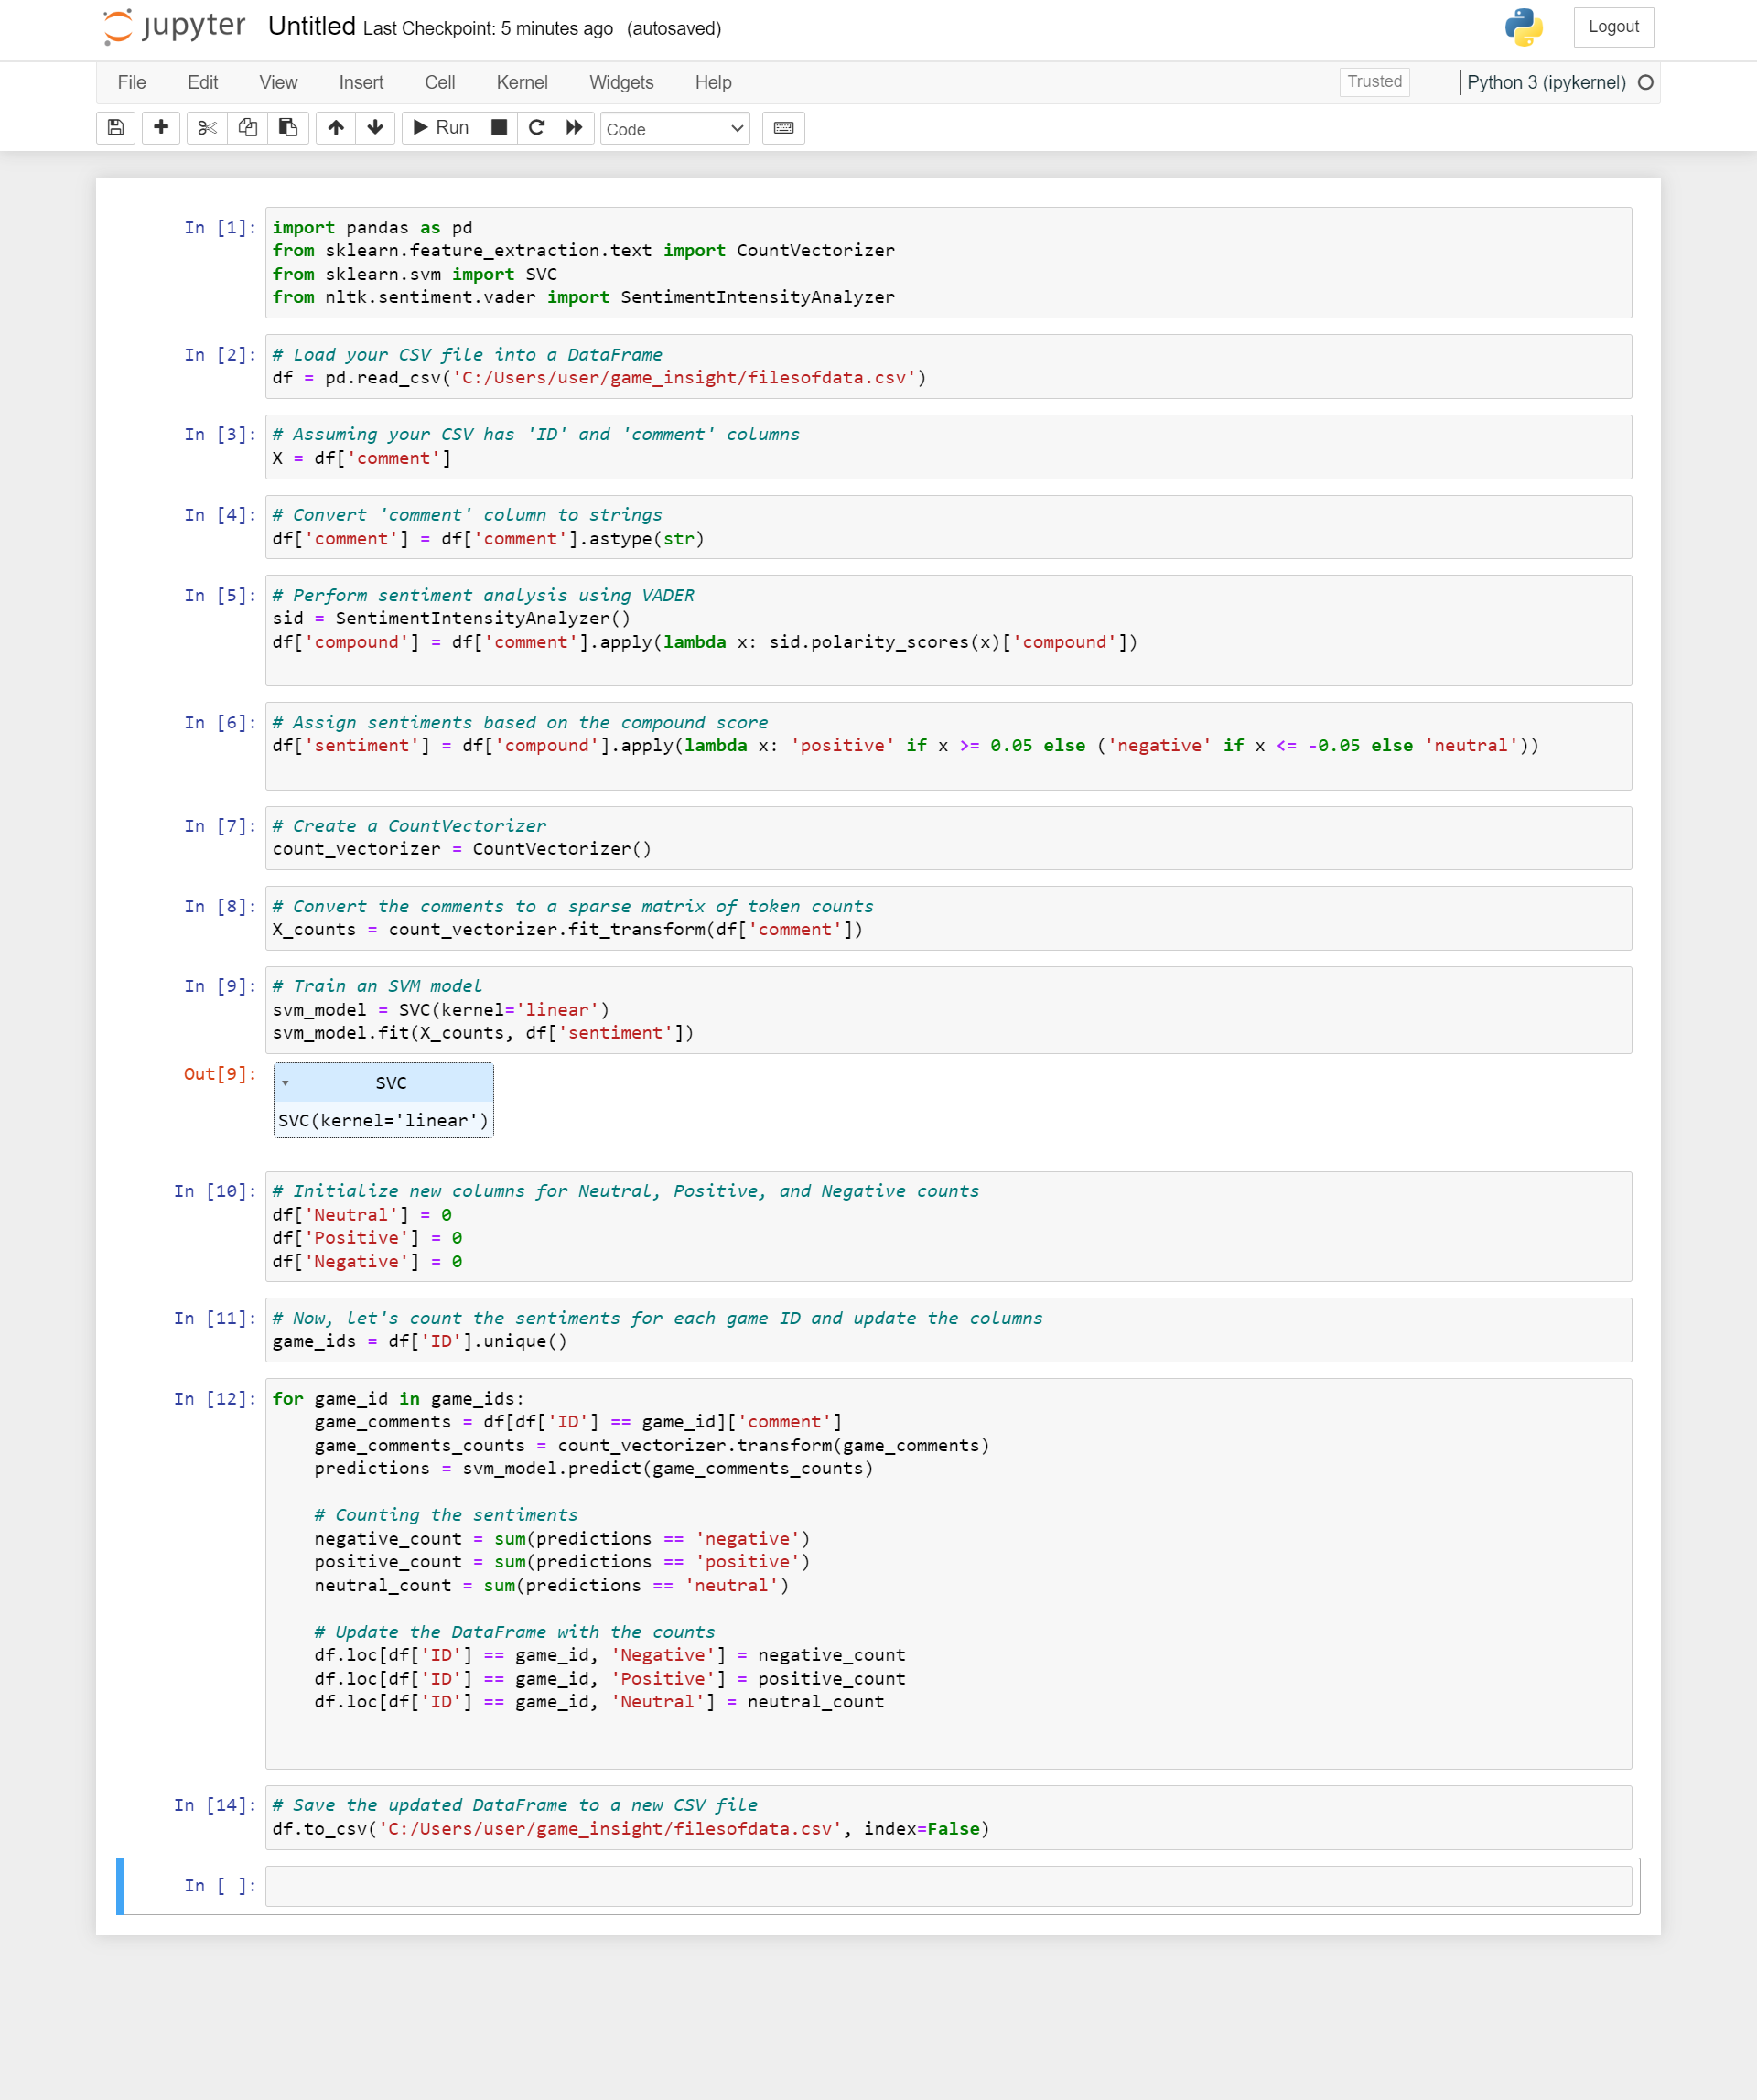 jupyter Untitled Last Checkpoint: 5 minutes ago (autosaved) Logout
File Edit View Insert Cell Kernel Widgets Help Trusted Python 3 (ipykernel)
Run Code
In [1]: import pandas as pd
from sklearn.feature_extraction.text import CountVectorizer
from sklearn.svm import SVC
from nltk.sentiment.vader import SentimentIntensityAnalyzer
In [2]: # Load your CSV file into a DataFrame
df = pd.read_csv('C:/Users/user/game_insight/filesofdata.csv')
In [3]: # Assuming your CSV has 'ID' and 'comment' columns
X = df['comment']
In [4]: # Convert 'comment' column to strings
df['comment'] = df['comment'].astype(str)
In [5]: # Perform sentiment analysis using VADER
sid = SentimentIntensityAnalyzer()
df['compound'] = df['comment'].apply(lambda x: sid.polarity_scores(x)['compound'])
In [6]: # Assign sentiments based on the compound score
df['sentiment'] = df['compound'].apply(lambda x: 'positive' if x >= 0.05 else ('negative' if x <= -0.05 else 'neutral'))
In [7]: # Create a CountVectorizer
count_vectorizer = CountVectorizer()
In [8]: # Convert the comments to a sparse matrix of token counts
X_counts = count_vectorizer.fit_transform(df['comment'])
In [9]: # Train an SVM model
svm_model = SVC(kernel='linear')
svm_model.fit(X_counts, df['sentiment'])
Out[9]: SVC
SVC(kernel='linear')
In [10]: # Initialize new columns for Neutral, Positive, and Negative counts
df['Neutral'] = 0
df['Positive'] = 0
df['Negative'] = 0
In [11]: # Now, let's count the sentiments for each game ID and update the columns
game_ids = df['ID'].unique()
In [12]: for game_id in game_ids:
    game_comments = df[df['ID'] == game_id]['comment']
    game_comments_counts = count_vectorizer.transform(game_comments)
    predictions = svm_model.predict(game_comments_counts)
    # Counting the sentiments
    negative_count = sum(predictions == 'negative')
    positive_count = sum(predictions == 'positive')
    neutral_count = sum(predictions == 'neutral')
    # Update the DataFrame with the counts
    df.loc[df['ID'] == game_id, 'Negative'] = negative_count
    df.loc[df['ID'] == game_id, 'Positive'] = positive_count
    df.loc[df['ID'] == game_id, 'Neutral'] = neutral_count
In [14]: # Save the updated DataFrame to a new CSV file
df.to_csv('C:/Users/user/game_insight/filesofdata.csv', index=False)
In [ ]: